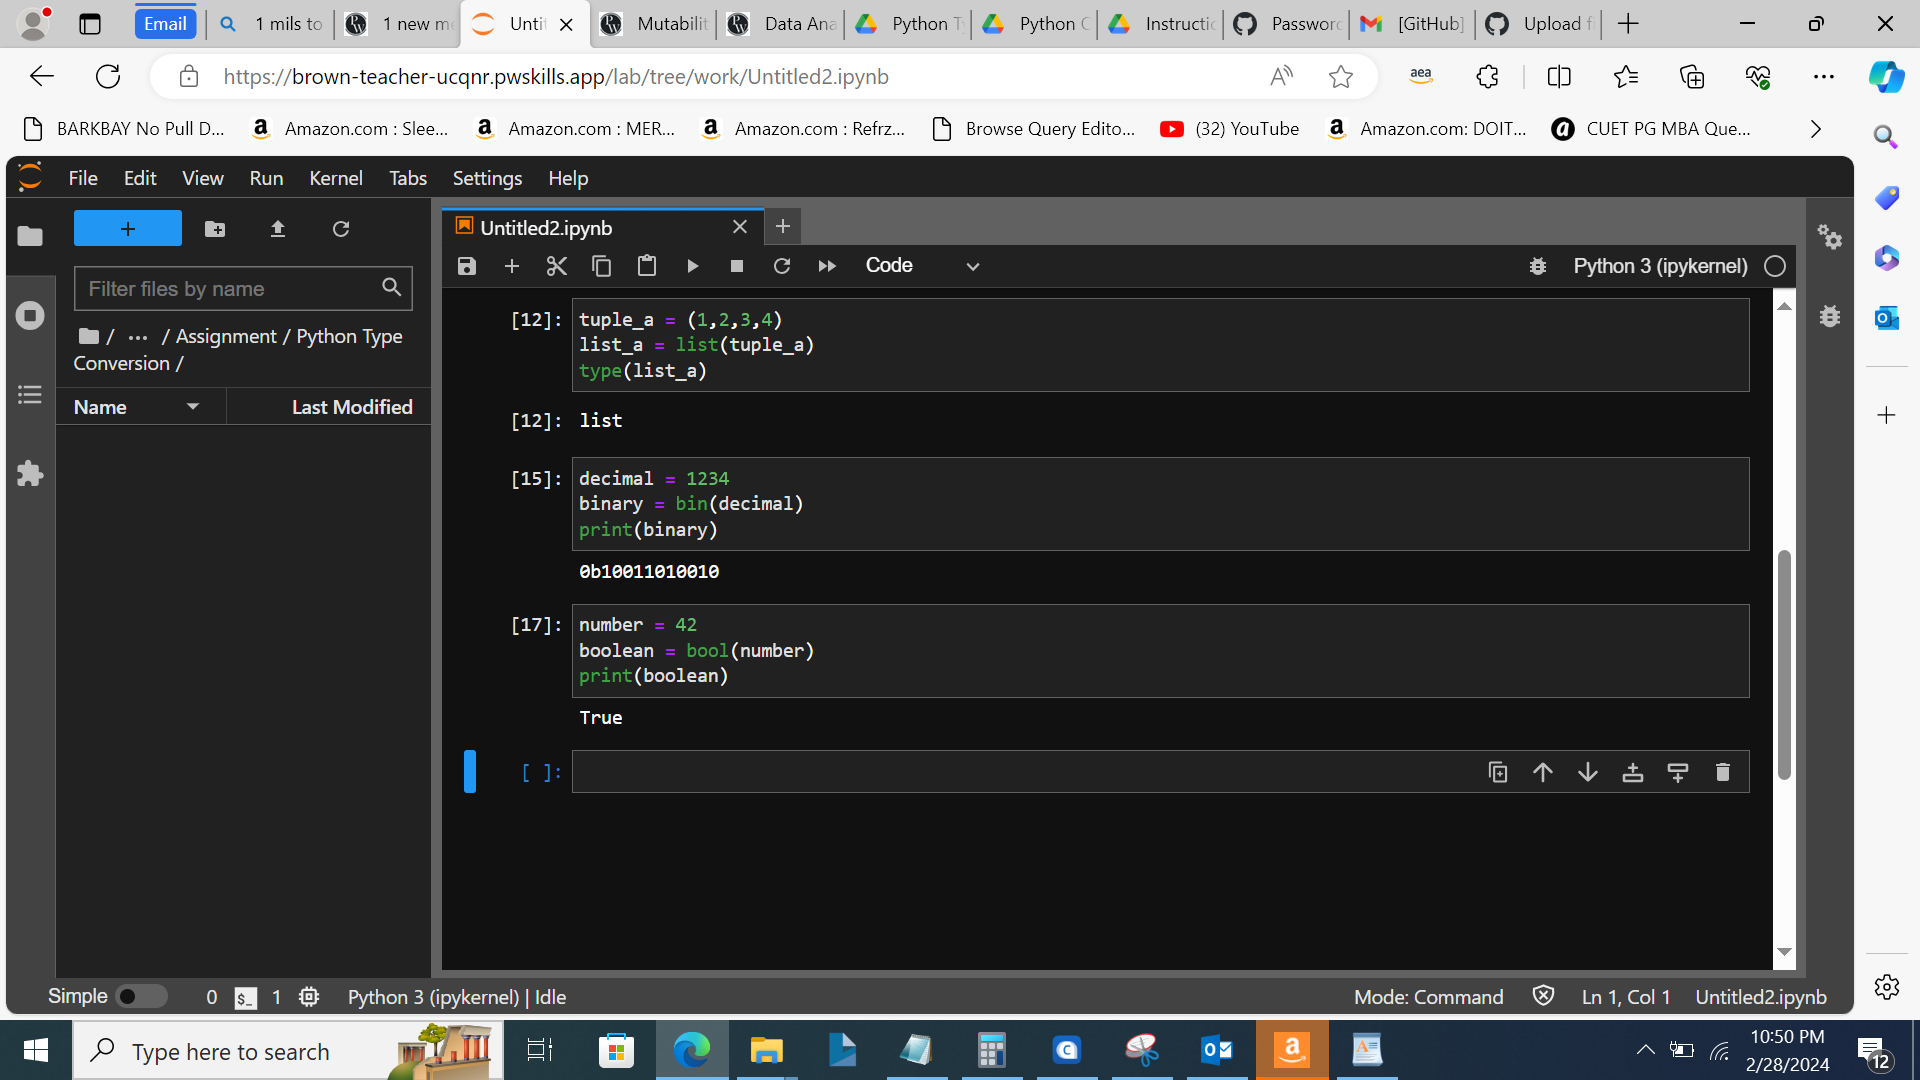 Email
1 mils to
1 new me
Untit
Mutabilit
Data Ana
Python T
Python C
Instructio
Password
[GitHub]
Upload f
https://brown-teacher-ucqnr.pwskills.app/lab/tree/work/Untitled2.ipynb
aea
BARKBAY No Pull D...
Amazon.com : Slee...
Amazon.com : MER...
Amazon.com : Refrz...
Browse Query Edito...
(32) YouTube
Amazon.com: DOIT...
CUET PG MBA Que...
File Edit View Run Kernel Tabs Settings Help
Untitled2.ipynb
Code
Python 3 (ipykernel)
Filter files by name
/ ··· / Assignment / Python Type
Conversion /
Name Last Modified
[12]: tuple_a = (1,2,3,4)
list_a = list(tuple_a)
type(list_a)
[12]: list
[15]: decimal = 1234
binary = bin(decimal)
print(binary)
0b10011010010
[17]: number = 42
boolean = bool(number)
print(boolean)
True
[ ]:
Simple 0 $_ 1 Python 3 (ipykernel) | Idle
Mode: Command Ln 1, Col 1 Untitled2.ipynb
Type here to search
10:50 PM
2/28/2024
12